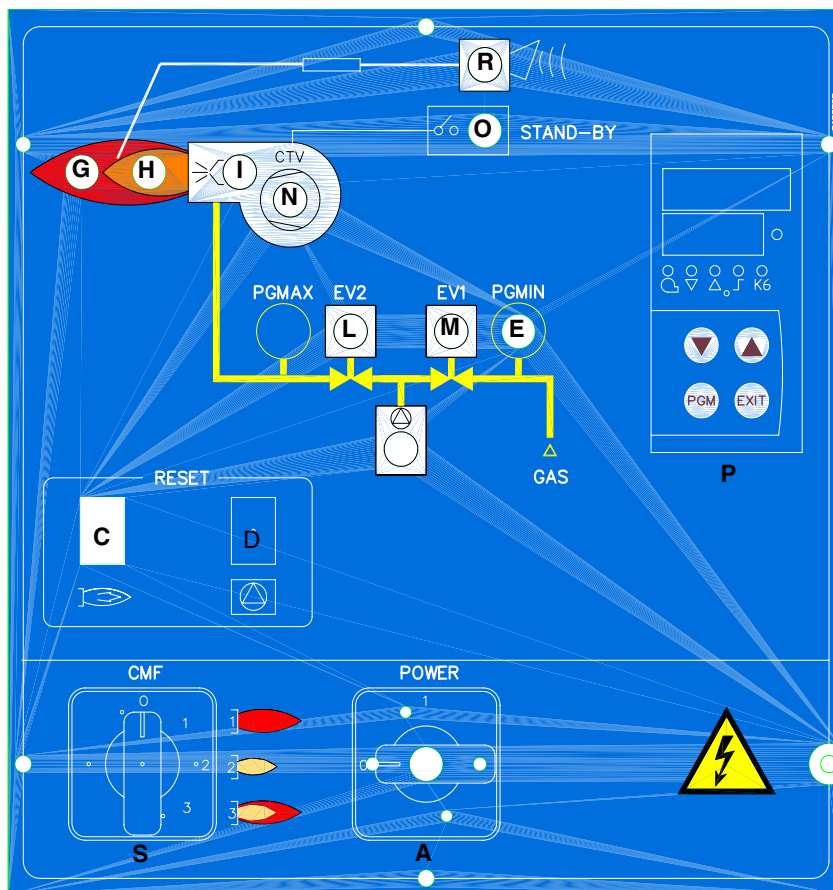 R
O STAND-BY
G H I CTV
N
PGMAX EV2 EV1 PGMIN
L M E
K6
PGM EXIT
GAS
P
RESET
C D
CMF POWER
0 1 1
1
2 2 0
3 3
S A